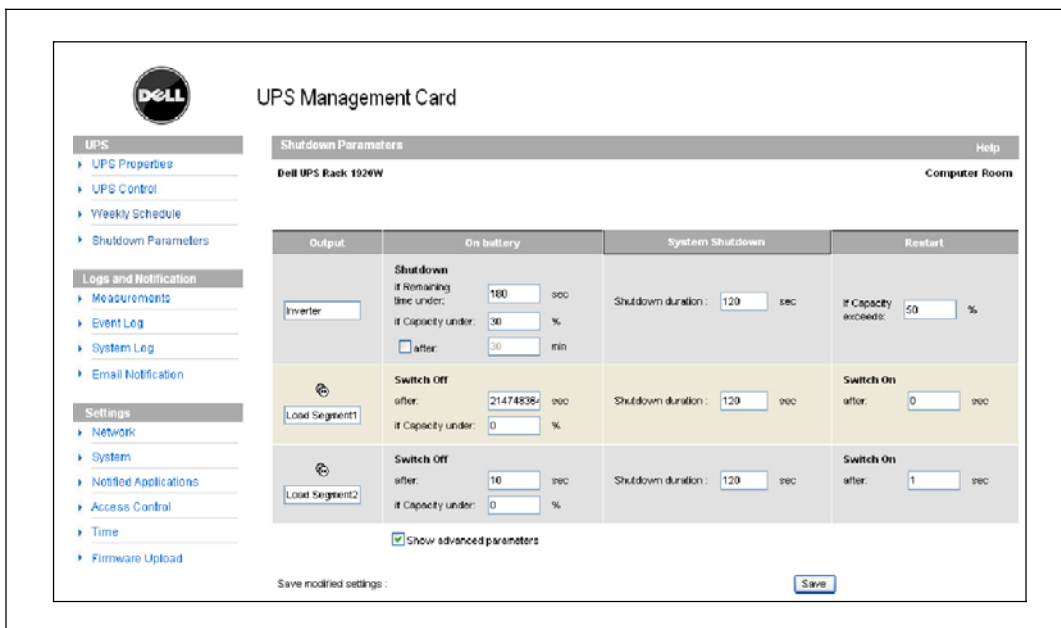 DELL
UPS Management Card
UPS
UPS Properties
UPS Control
Weekly Schedule
Shutdown Parameters
Logs and Notification
Measurements
Event Log
System Log
Email Notification
Settings
Network
System
Notified Applications
Access Control
Time
Firmware Upload
Shutdown Parameters Help
Dell UPS Rack 1920W Computer Room
Output On battery System Shutdown Restart
Inverter
Shutdown
if Remaining
time under: 180 sec
if Capacity under: 30 %
after: 30 min
Shutdown duration : 120 sec
If Capacity
exceeds: 50 %
Load Segment1
Switch Off
after: 21474836 sec
if Capacity under: 0 %
Shutdown duration : 120 sec
Switch On
after: 0 sec
Load Segment2
Switch Off
after: 10 sec
if Capacity under: 0 %
Shutdown duration : 120 sec
Switch On
after: 1 sec
Show advanced parameters
Save modified settings : Save